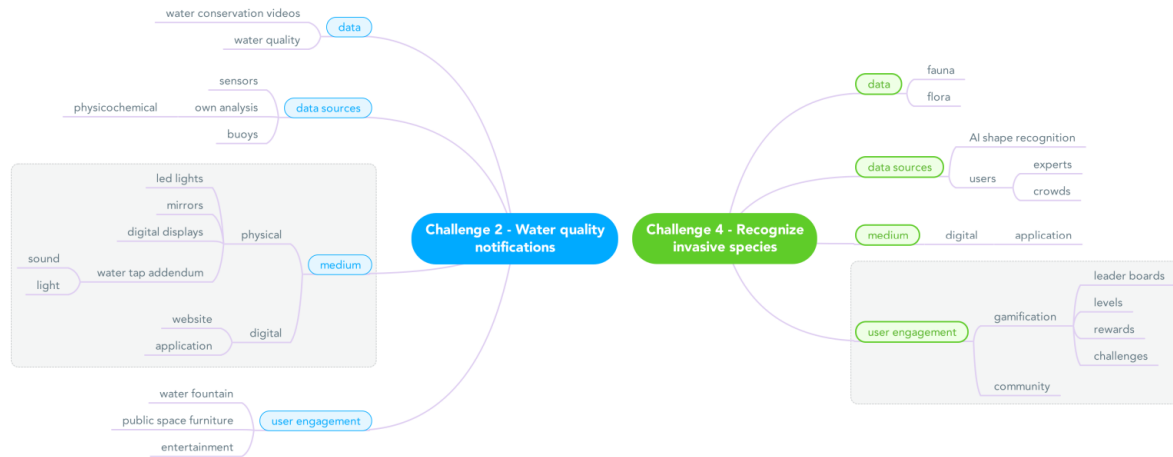 water conservation videos
water quality
data
sensors
physicochemical
own analysis
buoys
data sources
led lights
mirrors
digital displays
physical
sound
light
water tap addendum
medium
website
application
digital
water fountain
public space furniture
entertainment
user engagement
Challenge 2 - Water quality
notifications
Challenge 4 - Recognize
invasive species
data
fauna
flora
data sources
AI shape recognition
users
experts
crowds
medium
digital
application
user engagement
gamification
leader boards
levels
rewards
challenges
community